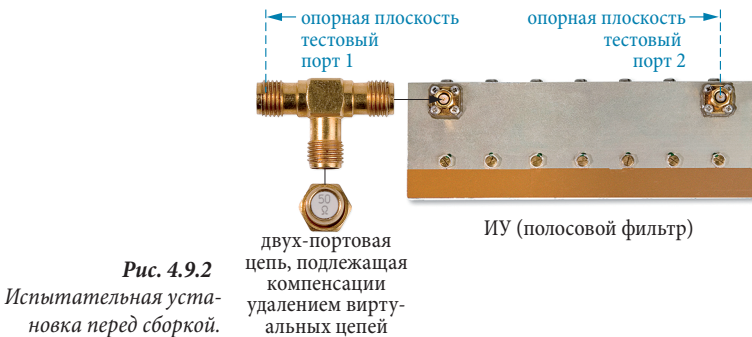 опорная плоскость
тестовый
порт 1
опорная плоскость
тестовый
порт 2
50
Ω
двух-портовая
цепь, подлежащая
компенсации
удалением вирту-
альных цепей
ИУ (полосовой фильтр)
Рис. 4.9.2
Испытательная уста-
новка перед сборкой.